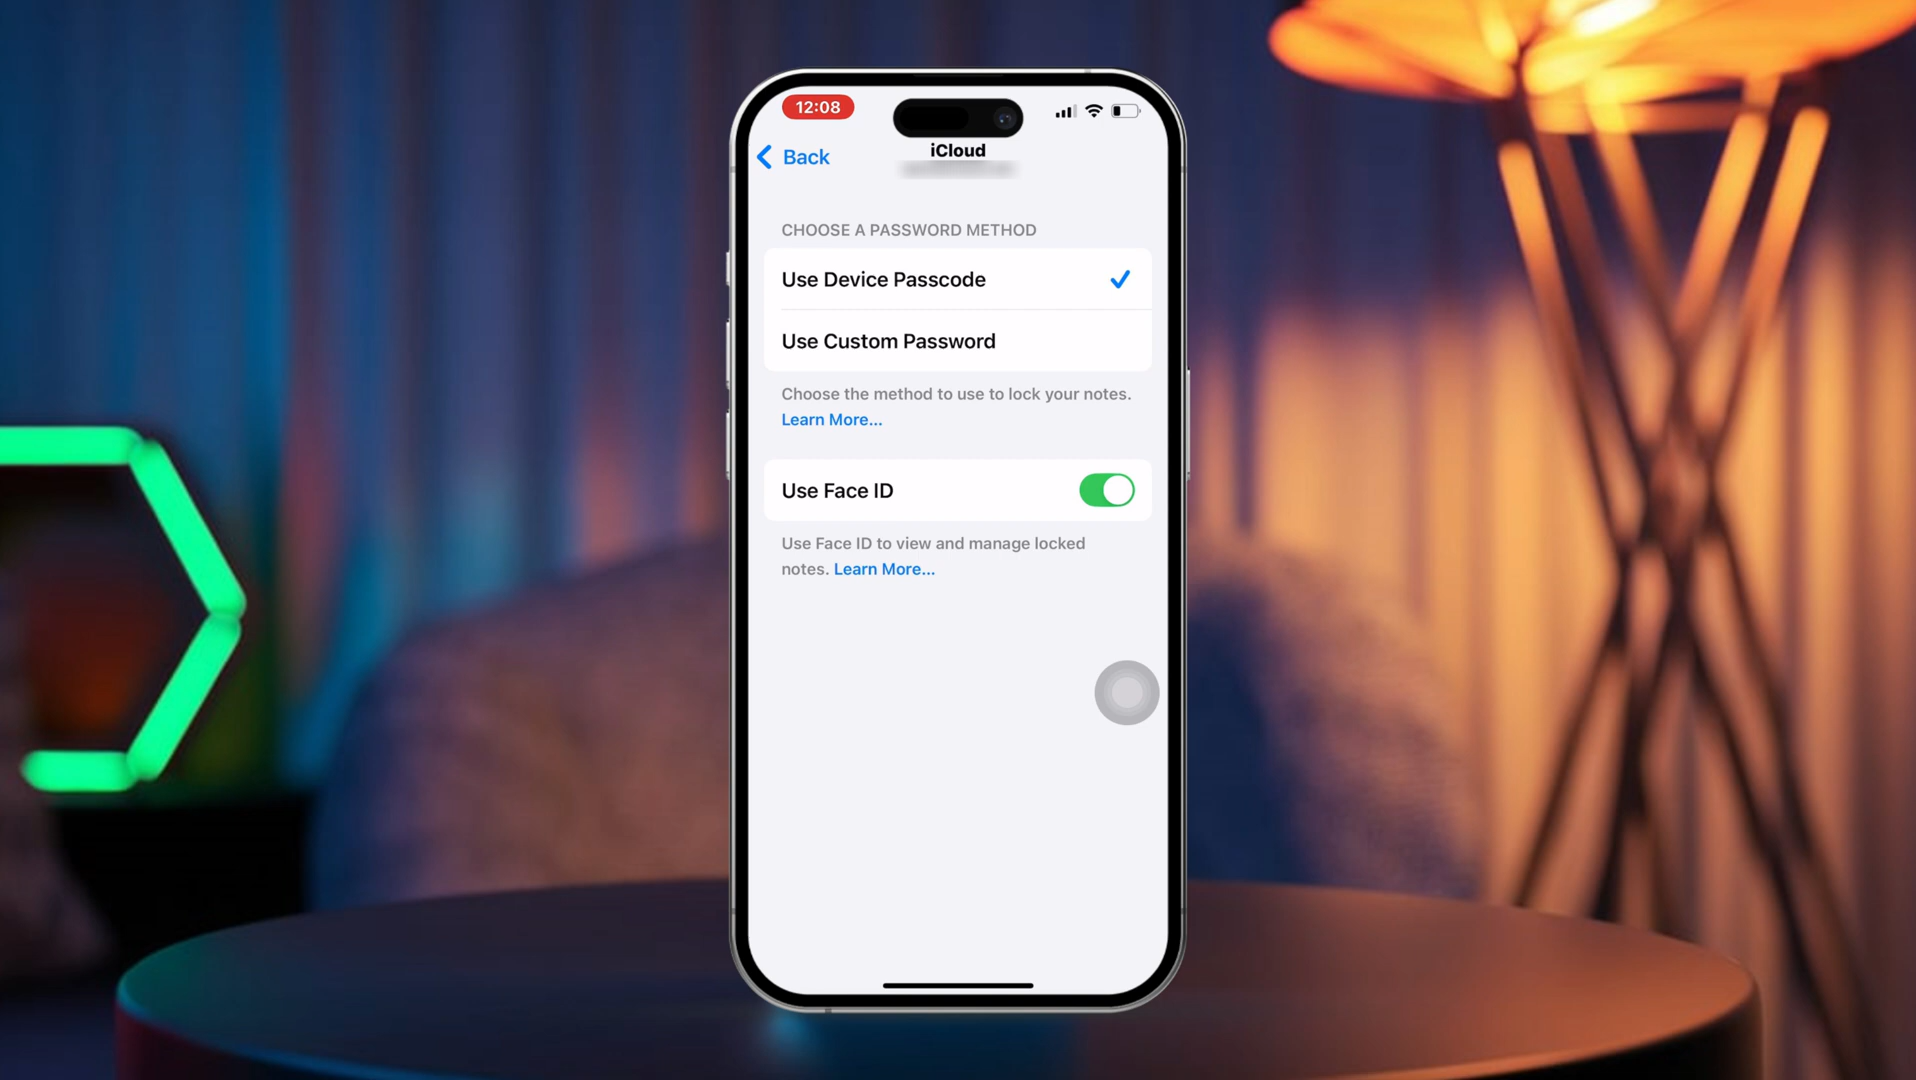 12:08
Back
iCloud
CHOOSE A PASSWORD METHOD
Use Device Passcode
Use Custom Password
Choose the method to use to lock your notes.
Learn More...
Use Face ID
Use Face ID to view and manage locked
notes. Learn More...